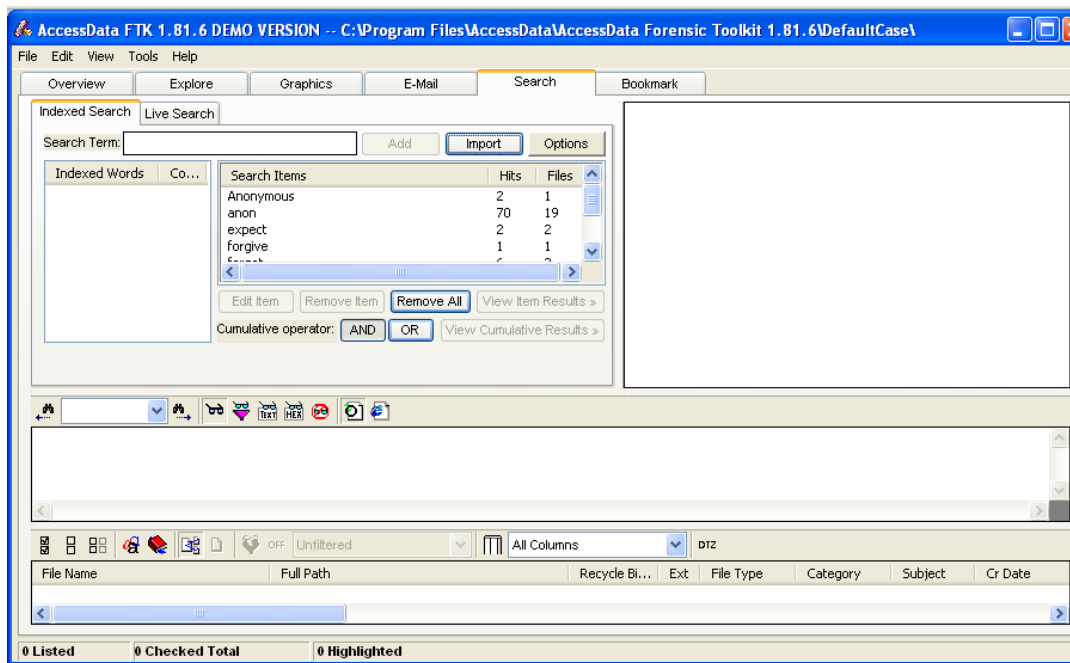 AccessData FTK 1.81.6 DEMO VERSION -- C:\Program Files\AccessData\AccessData Forensic Toolkit 1.81.6\DefaultCase\
File Edit View Tools Help
Overview Explore Graphics E-Mail Search Bookmark
Indexed Search Live Search
Search Term: Add Import Options
Indexed Words Co...
Search Items Hits Files
Anonymous 2 1
anon 70 19
expect 2 2
forgive 1 1
Edit Item Remove Item Remove All View Item Results »
Cumulative operator: AND OR View Cumulative Results »
TEXT HEX
OFF Unfiltered All Columns DTZ
File Name Full Path Recycle Bi... Ext File Type Category Subject Cr Date
0 Listed 0 Checked Total 0 Highlighted